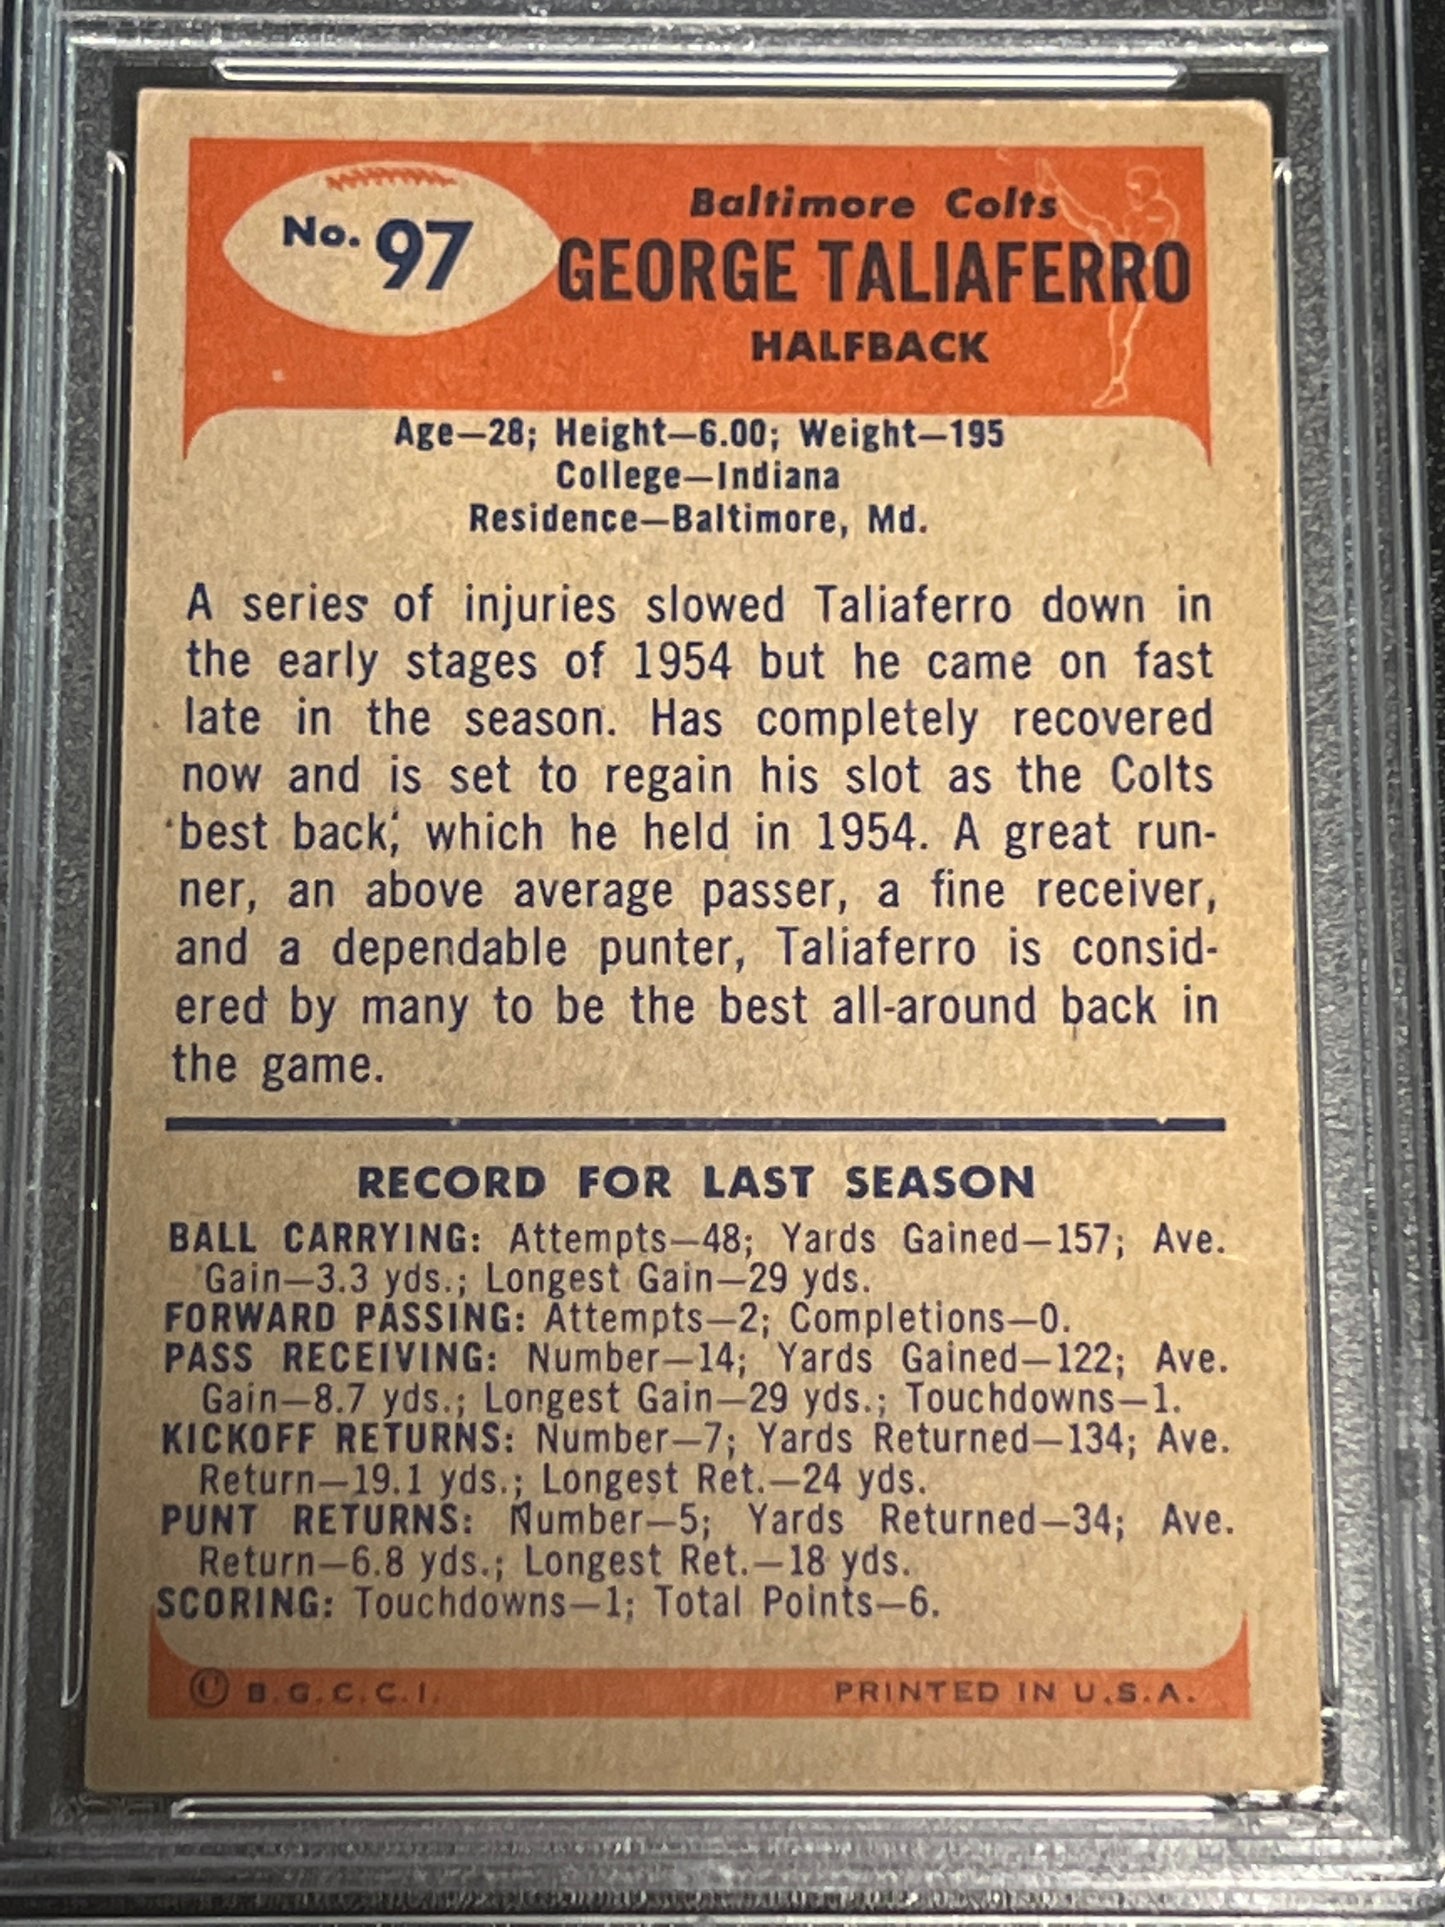 No. 97
Baltimore Colts
GEORGE TALIAFERRO
HALFBACK
Age—28; Height—6.00; Weight—195
College—Indiana
Residence—Baltimore, Md.
A series of injuries slowed Taliaferro down in
the early stages of 1954 but he came on fast
late in the season. Has completely recovered
now and is set to regain his slot as the Colts
'best back,' which he held in 1954. A great run-
ner, an above average passer, a fine receiver,
and a dependable punter, Taliaferro is consid-
ered by many to be the best all-around back in
the game.
RECORD FOR LAST SEASON
BALL CARRYING: Attempts—48; Yards Gained—157; Ave.
Gain—3.3 yds.; Longest Gain—29 yds.
FORWARD PASSING: Attempts—2; Completions—0.
PASS RECEIVING: Number—14; Yards Gained—122; Ave.
Gain—8.7 yds.; Longest Gain—29 yds.; Touchdowns—1.
KICKOFF RETURNS: Number—7; Yards Returned—134; Ave.
Return—19.1 yds.; Longest Ret.—24 yds.
PUNT RETURNS: Number—5; Yards Returned—34; Ave.
Return—6.8 yds.; Longest Ret.—18 yds.
SCORING: Touchdowns—1; Total Points—6.
© B.G.C.C.I. PRINTED IN U.S.A.